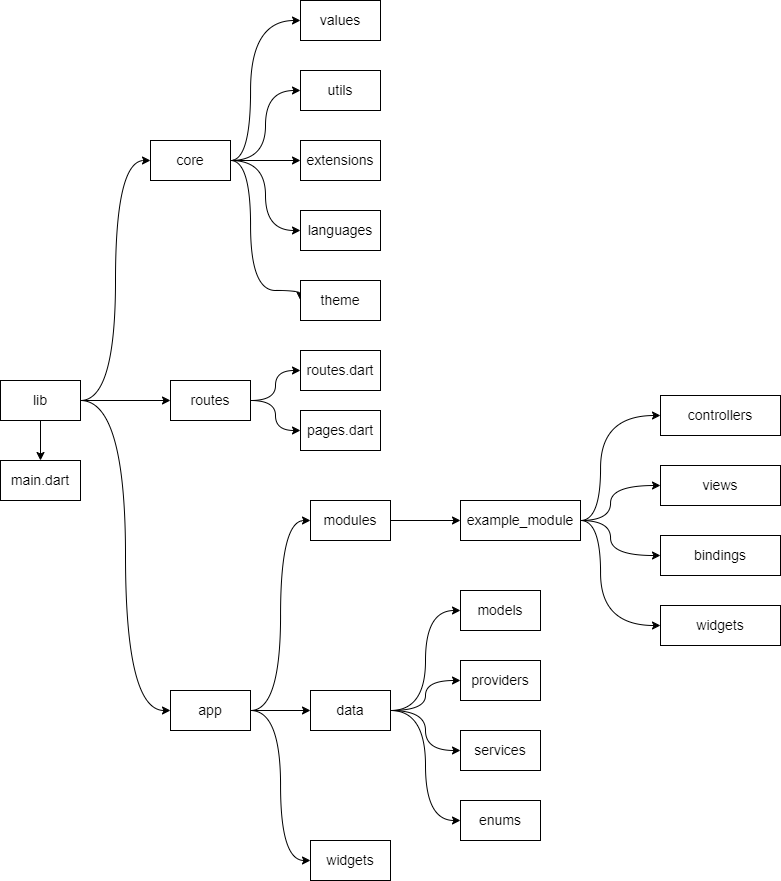 values
utils
core
extensions
languages
theme
routes.dart
lib
routes
controllers
pages.dart
main.dart
views
modules
example_module
bindings
models
widgets
providers
app
data
services
enums
widgets